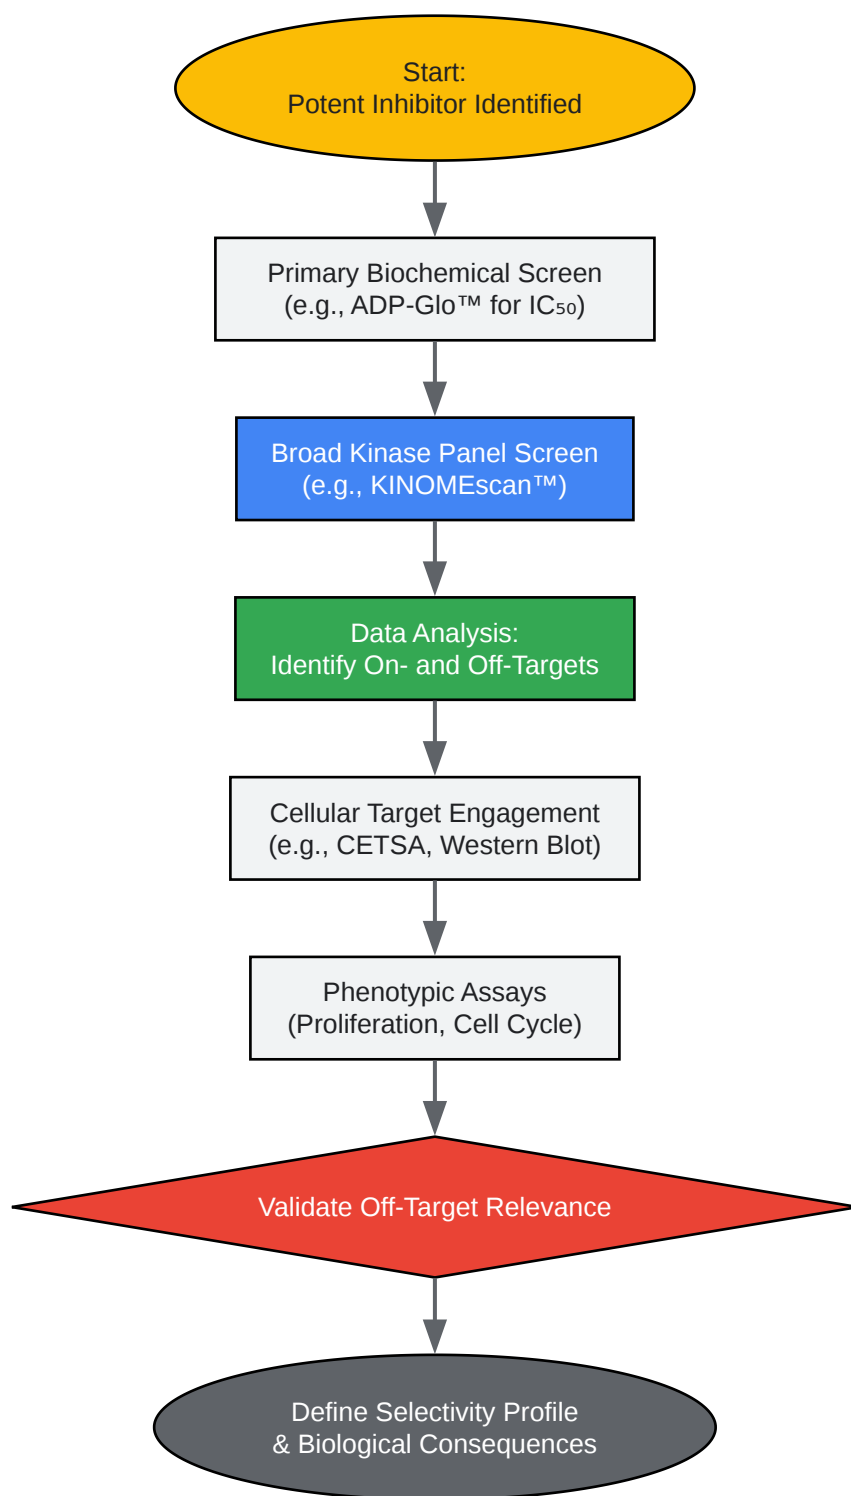 Start:
Potent Inhibitor Identified
Primary Biochemical Screen
(e.g., ADP-Glo™ for IC₅₀)
Broad Kinase Panel Screen
(e.g., KINOMEscan™)
Data Analysis:
Identify On- and Off-Targets
Cellular Target Engagement
(e.g., CETSA, Western Blot)
Phenotypic Assays
(Proliferation, Cell Cycle)
Validate Off-Target Relevance
Define Selectivity Profile
& Biological Consequences